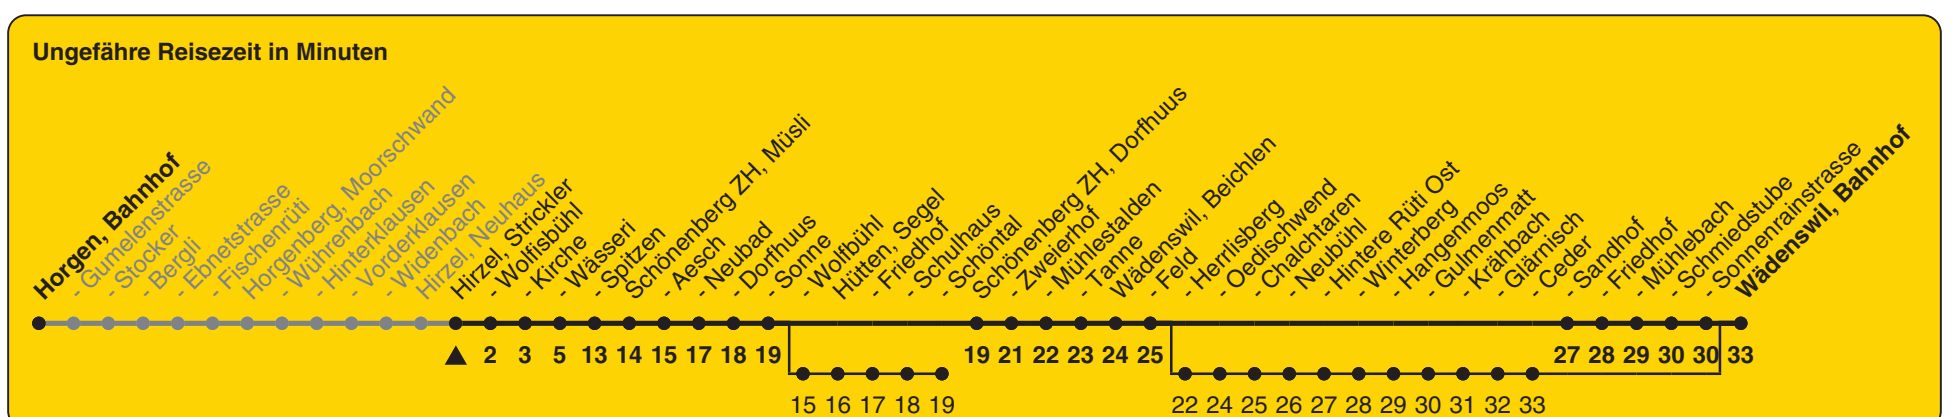 Ungefähre Reisezeit in Minuten
Horgen, Bahnhof
- Gumelenstrasse
- Stocker
- Bergli
- Ebnetstrasse
- Fischenrüti
Horgenberg, Moorschwand
- Wührenbach
- Hinterklausen
- Vorderklausen
- Widenbach
Hirzel, Neuhaus
Hirzel, Strickler
- Wolfisbühl
- Kirche
- Wässeri
- Spitzen
Schönenberg ZH, Müsli
- Aesch
- Neubad
- Dorfhuus
- Sonne
- Wolfbühl
Hütten, Segel
- Friedhof
- Schulhaus
- Schöntal
Schönenberg ZH, Dorfhuus
- Zweierhof
- Mühlestalden
- Tanne
Wädenswil, Beichlen
- Feld
- Herrlisberg
- Oedischwend
- Chalchtaren
- Neubühl
- Hintere Rüti Ost
- Winterberg
- Hangenmoos
- Gulmenmatt
- Krähbach
- Glärnisch
- Ceder
- Sandhof
- Friedhof
- Mühlebach
- Schmiedstube
- Sonnenrainstrasse
Wädenswil, Bahnhof
2 3 5 13 14 15 17 18 19 19 21 22 23 24 25 27 28 29 30 30 33
15 16 17 18 19 22 24 25 26 27 28 29 30 31 32 33